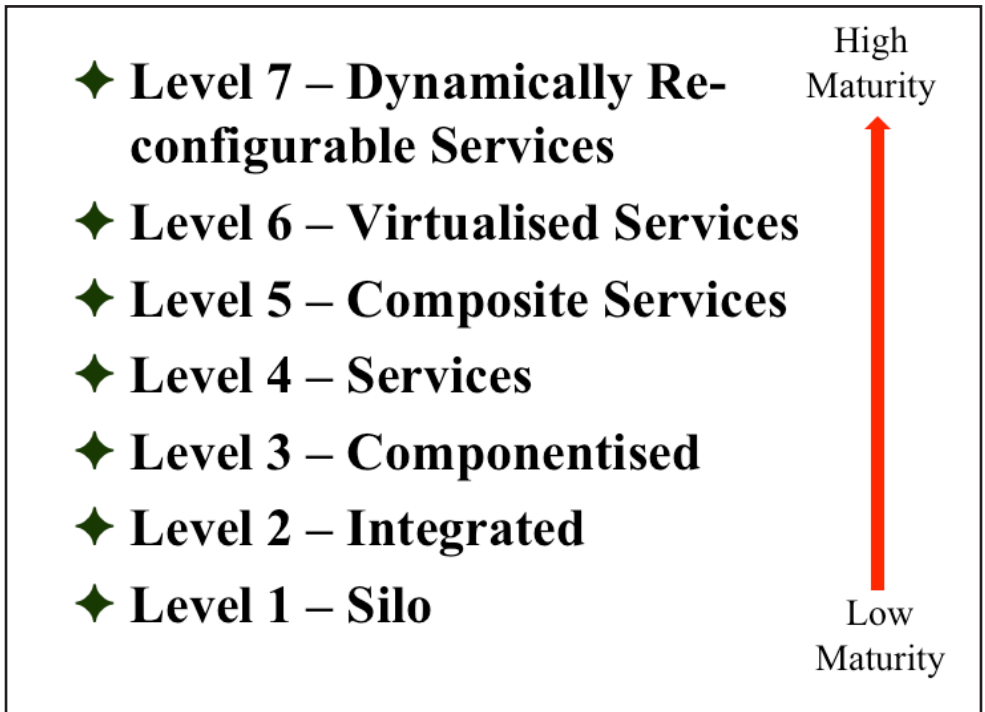 High
Maturity
Level 7 – Dynamically Re-
configurable Services
Level 6 – Virtualised Services
Level 5 – Composite Services
Level 4 – Services
Level 3 – Componentised
Level 2 – Integrated
Level 1 – Silo
Low
Maturity